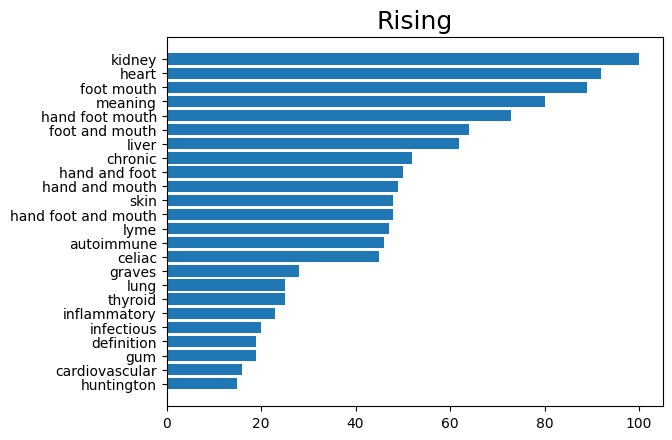 Rising
kidney
heart
foot mouth
meaning
hand foot mouth
foot and mouth
liver
chronic
hand and foot
hand and mouth
skin
hand foot and mouth
lyme
autoimmune
celiac
graves
lung
thyroid
inflammatory
infectious
definition
gum
cardiovascular
huntington
0 20 40 60 80 100